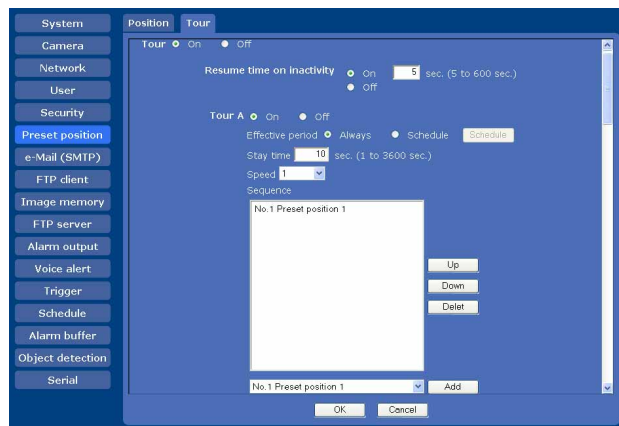 System
Camera
Network
User
Security
Preset position
e-Mail (SMTP)
FTP client
Image memory
FTP server
Alarm output
Voice alert
Trigger
Schedule
Alarm buffer
Object detection
Serial
Position Tour
Tour On Off
Resume time on inactivity On 5 sec. (5 to 600 sec.)
Off
Tour A On Off
Effective period Always Schedule Schedule
Stay time 10 sec. (1 to 3600 sec.)
Speed 1
Sequence
No.1 Preset position 1
Up
Down
Delet
No.1 Preset position 1 Add
OK Cancel